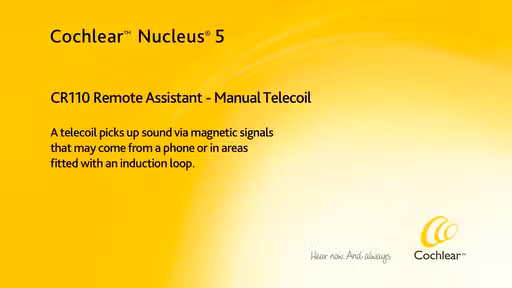 Cochlear™ Nucleus® 5
CR110 Remote Assistant - Manual Telecoil
A telecoil picks up sound via magnetic signals
that may come from a phone or in areas
fitted with an induction loop.
Hear now. And always
Cochlear™